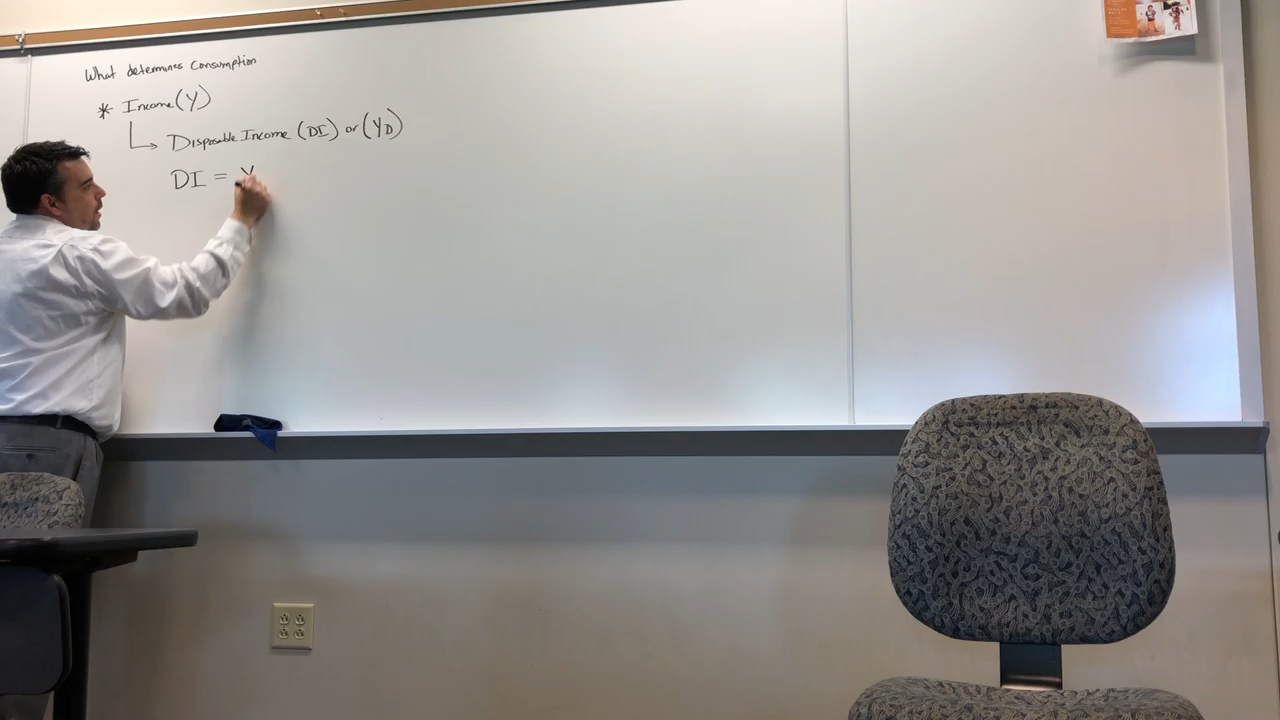 What determines Consumption
* Income (Y)
Disposable Income (DI) or (YD)
DI = Y